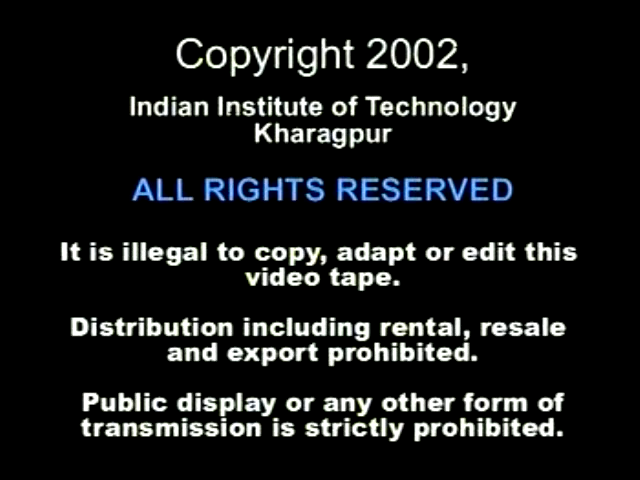 Copyright 2002,
Indian Institute of Technology
Kharagpur
ALL RIGHTS RESERVED
It is illegal to copy, adapt or edit this
video tape.
Distribution including rental, resale
and export prohibited.
Public display or any other form of
transmission is strictly prohibited.